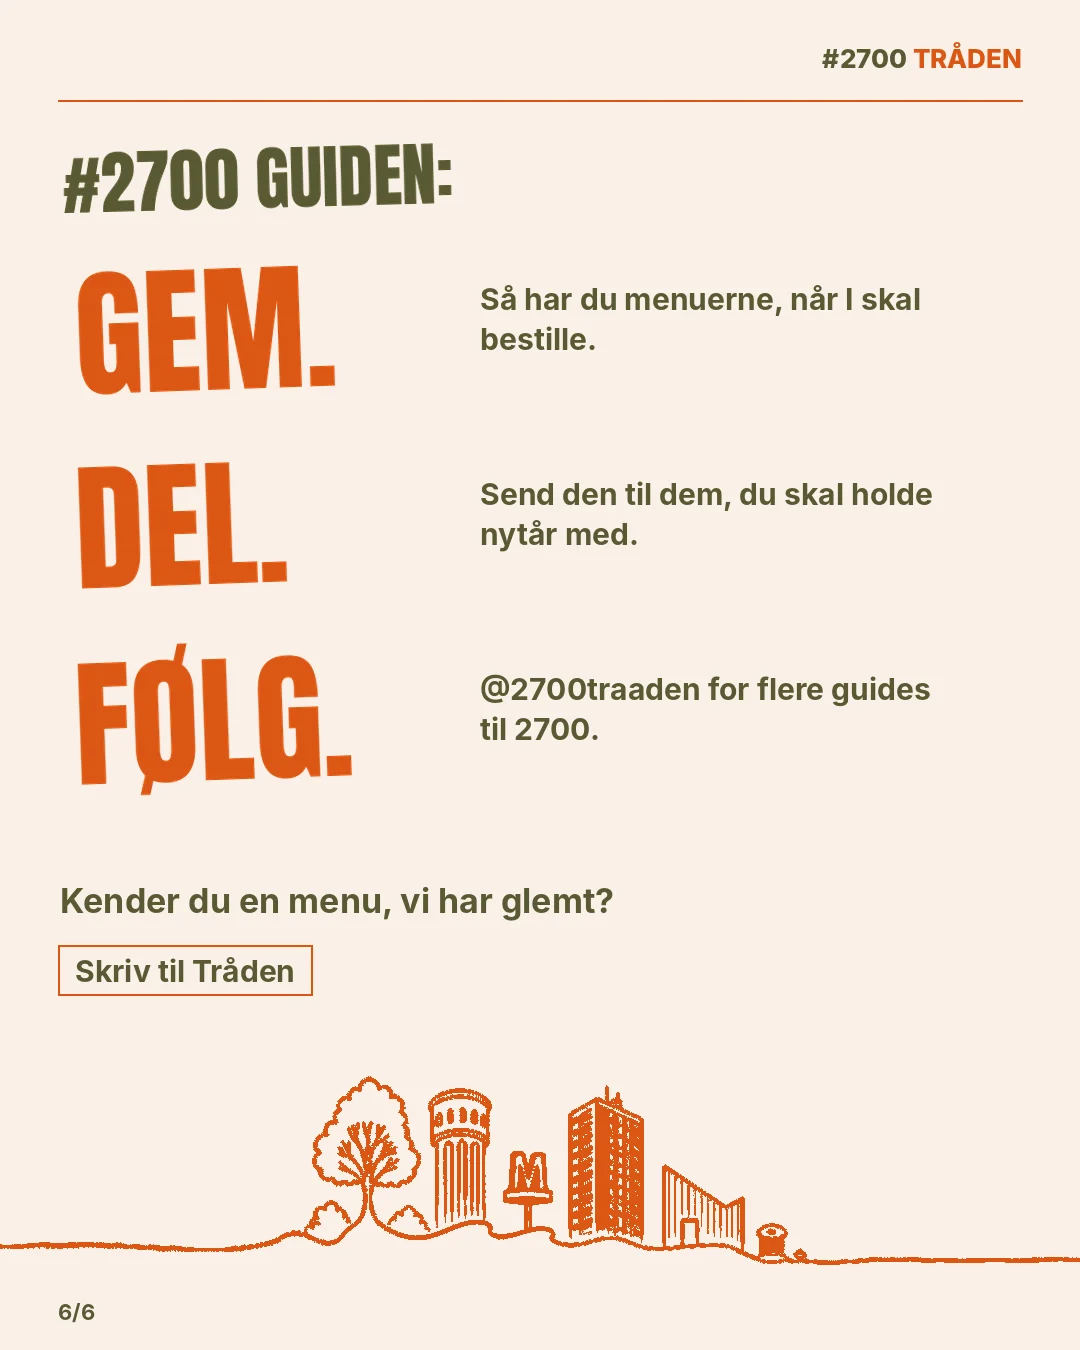 #2700 TRÅDEN
#2700 GUIDEN:
GEM.
Så har du menuerne, når I skal
bestille.
DEL.
Send den til dem, du skal holde
nytår med.
FØLG.
@2700traaden for flere guides
til 2700.
Kender du en menu, vi har glemt?
Skriv til Tråden
M
6/6